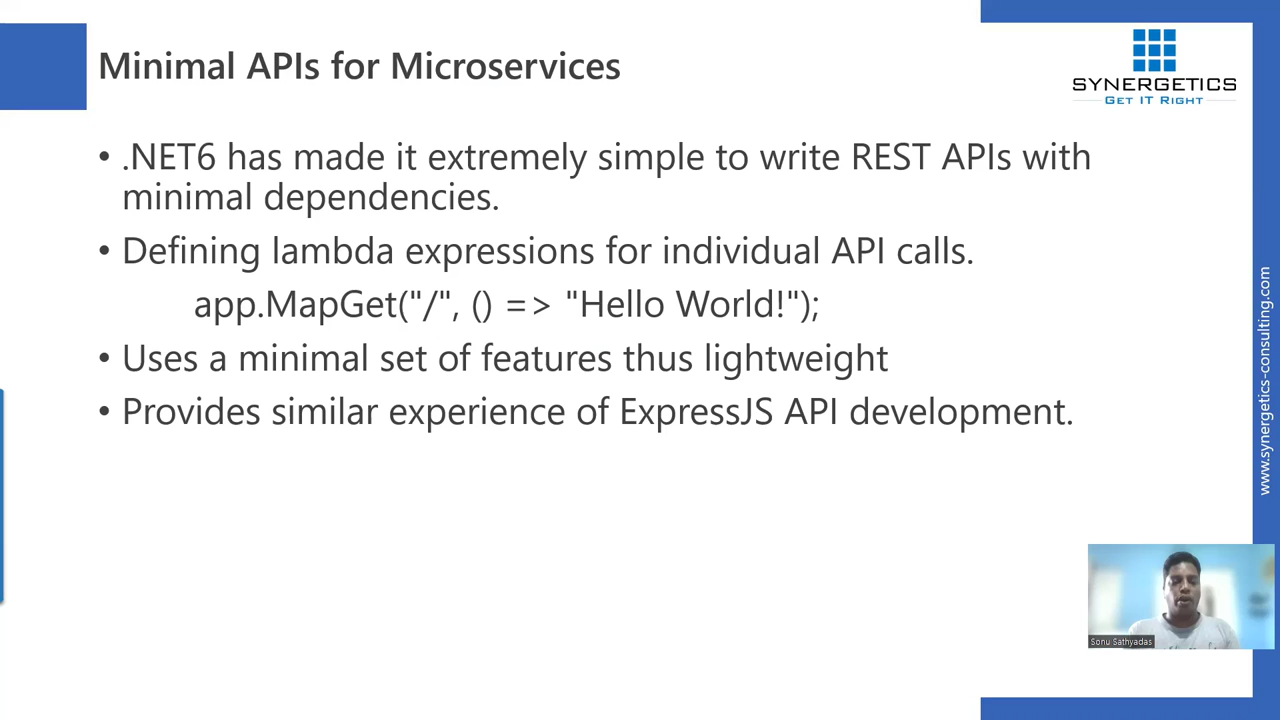 Minimal APIs for Microservices
SYNERGETICS
GET IT RIGHT
• .NET6 has made it extremely simple to write REST APIs with
minimal dependencies.
• Defining lambda expressions for individual API calls.
app.MapGet("/", () => "Hello World!");
• Uses a minimal set of features thus lightweight
• Provides similar experience of ExpressJS API development.
www.synergetics-consulting.com
Sonu Sathyadas